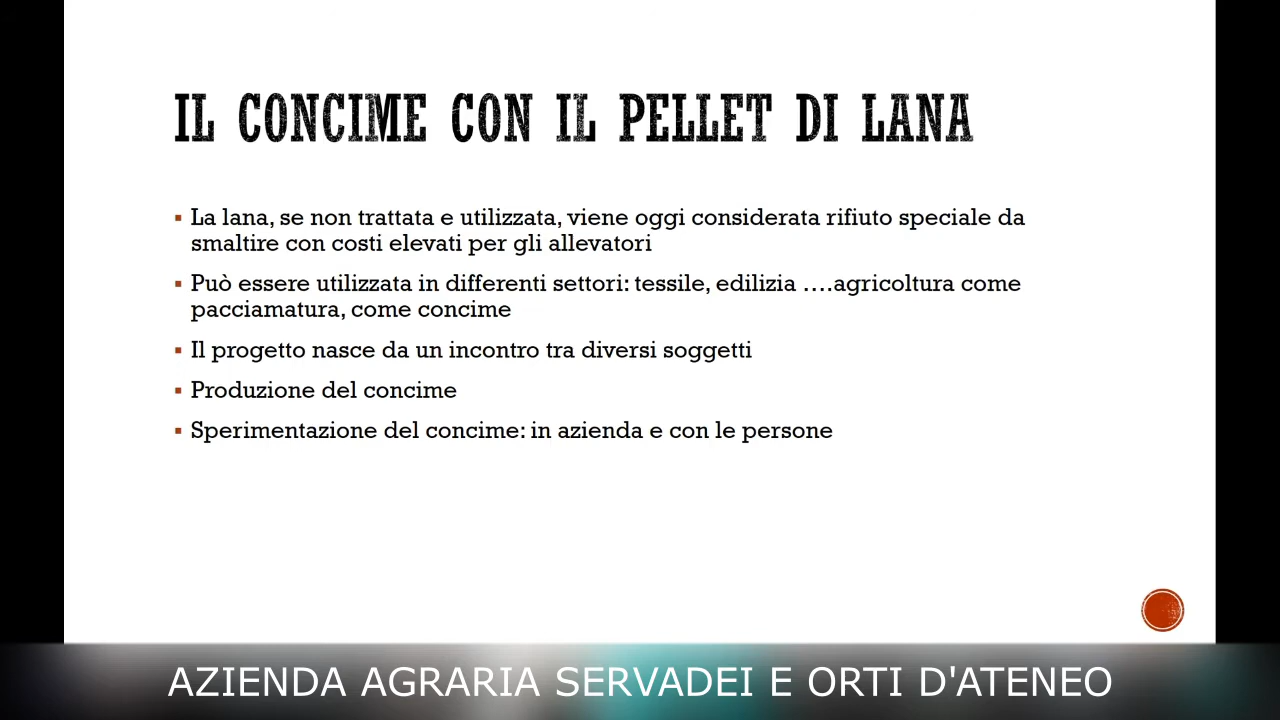 IL CONCIME CON IL PELLET DI LANA
▪ La lana, se non trattata e utilizzata, viene oggi considerata rifiuto speciale da
smaltire con costi elevati per gli allevatori
▪ Può essere utilizzata in differenti settori: tessile, edilizia ….agricoltura come
pacciamatura, come concime
▪ Il progetto nasce da un incontro tra diversi soggetti
▪ Produzione del concime
▪ Sperimentazione del concime: in azienda e con le persone
AZIENDA AGRARIA SERVADEI E ORTI D'ATENEO